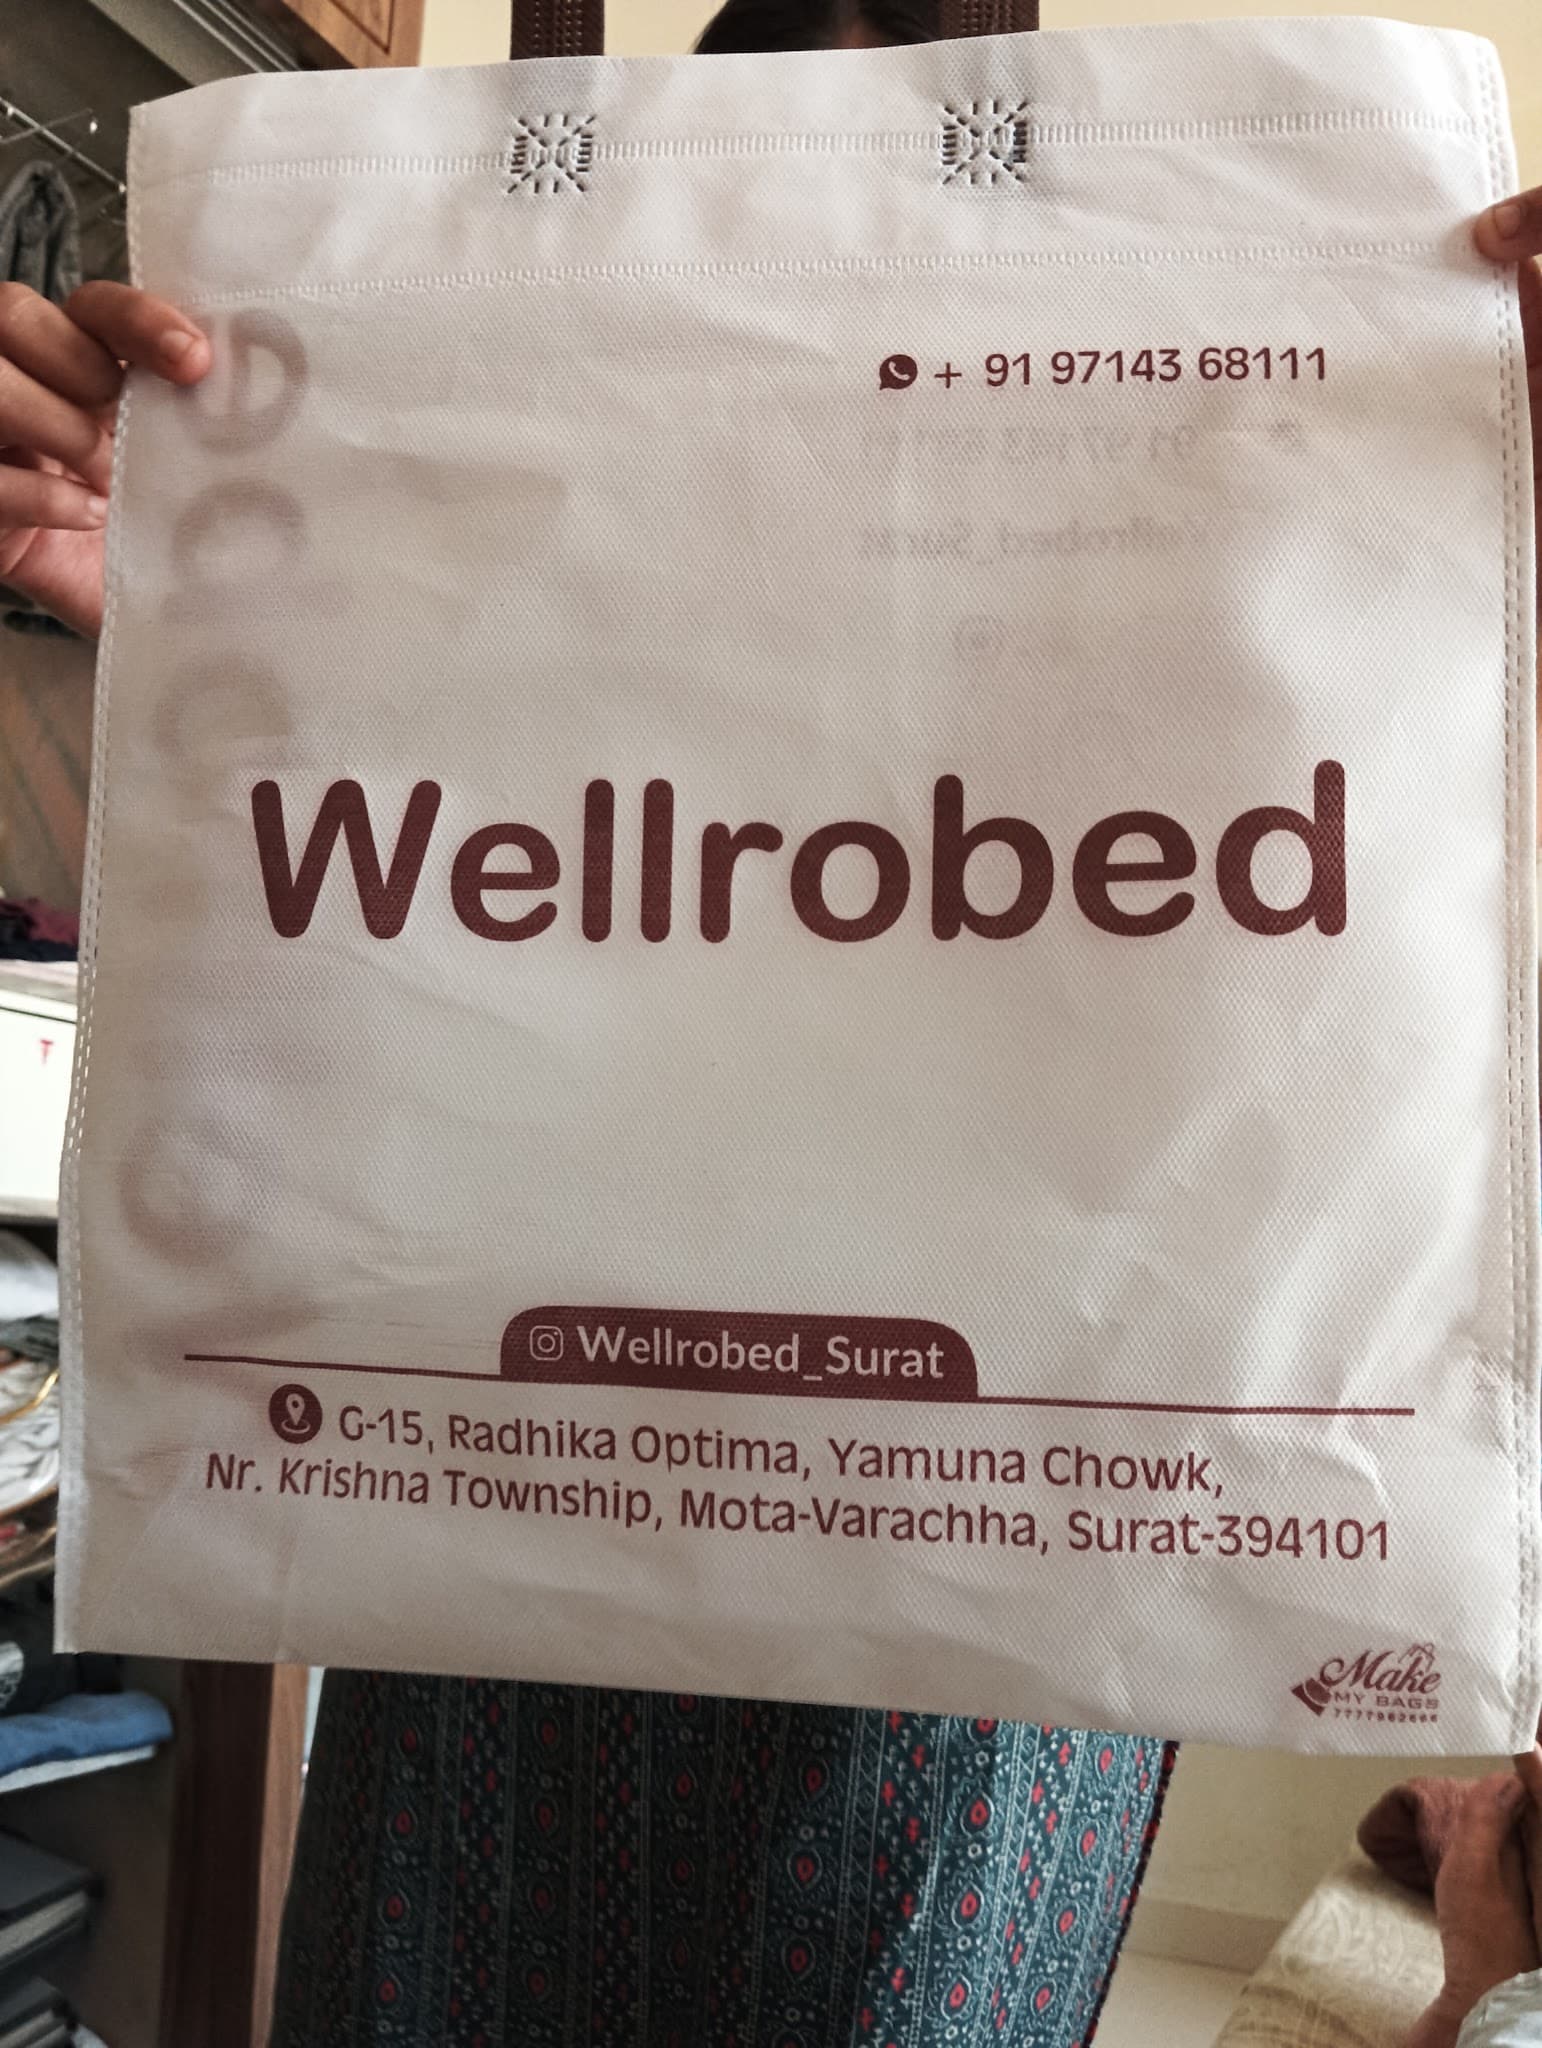 + 91 97143 68111
Wellrobed
Wellrobed_Surat
G-15, Radhika Optima, Yamuna Chowk,
Nr. Krishna Township, Mota-Varachha, Surat-394101
Make
MY BAGS